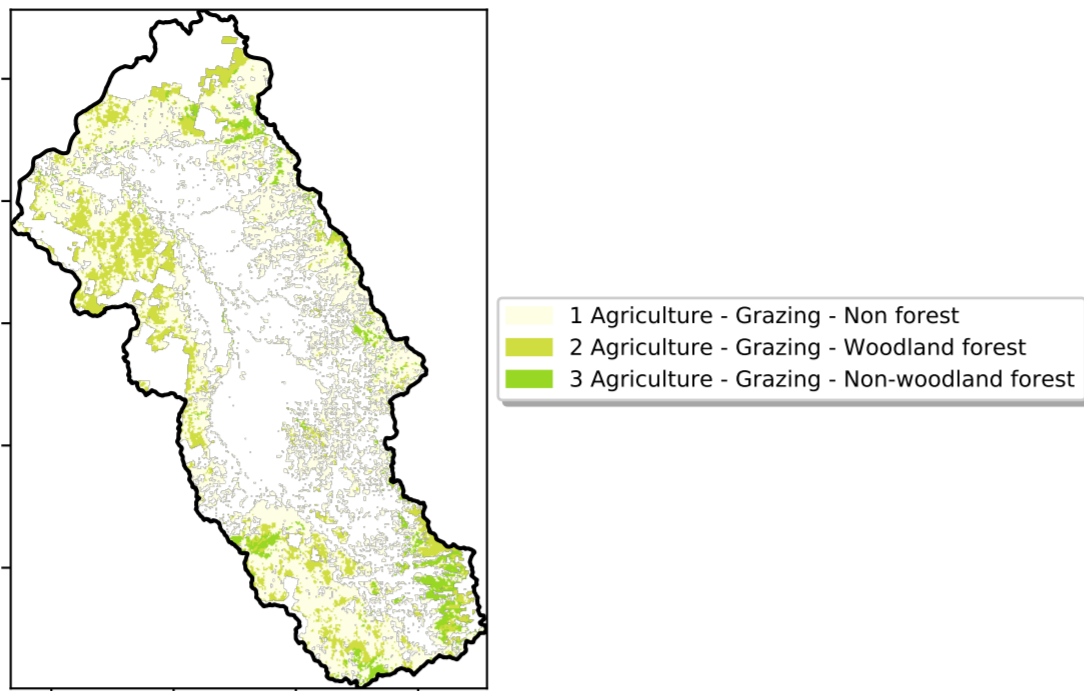 1 Agriculture - Grazing - Non forest
2 Agriculture - Grazing - Woodland forest
3 Agriculture - Grazing - Non-woodland forest